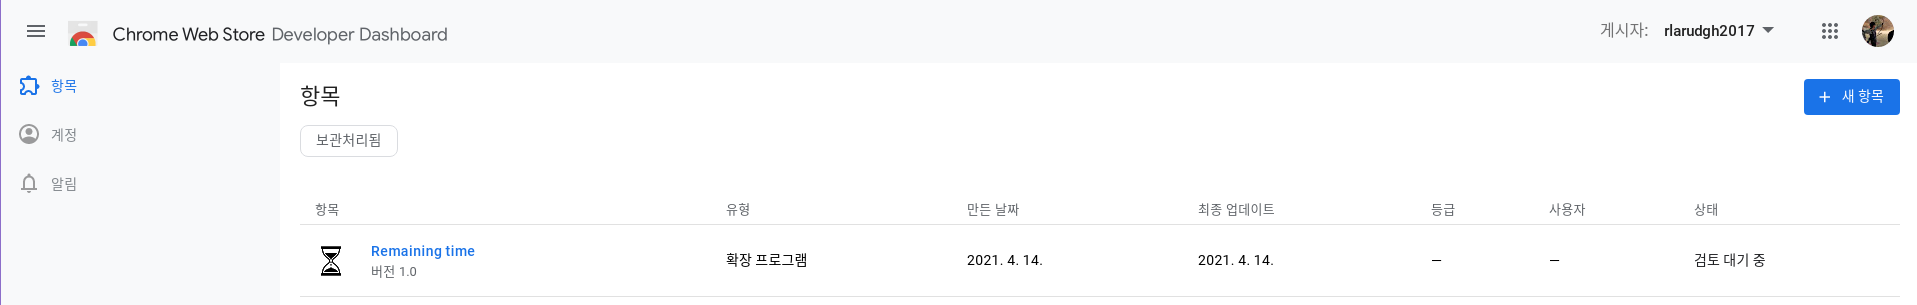 Chrome Web Store Developer Dashboard
게시자: rlarudgh2017
항목
계정
알림
항목
새 항목
보관처리됨
항목 유형 만든 날짜 최종 업데이트 등급 사용자 상태
Remaining time
버전 1.0
확장 프로그램 2021. 4. 14. 2021. 4. 14. — — 검토 대기 중